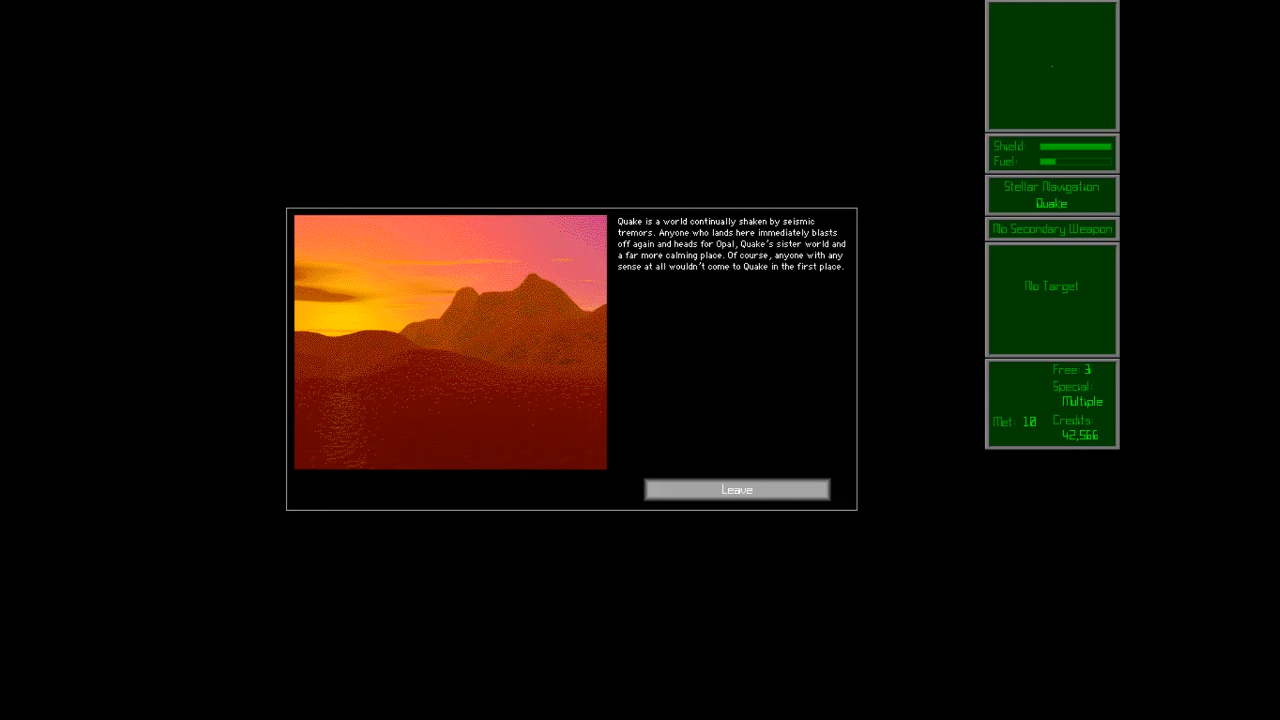 Quake is a world continually shaken by seismic
tremors. Anyone who lands here immediately blasts
off again and heads for Opal, Quake's sister world and
a far more calming place. Of course, anyone with any
sense at all wouldn't come to Quake in the first place.
Leave
Shield:
Fuel:
Stellar Navigation
Quake
No Secondary Weapon
No Target
Free: 3
Special:
Multiple
Met: 10 Credits:
42,566